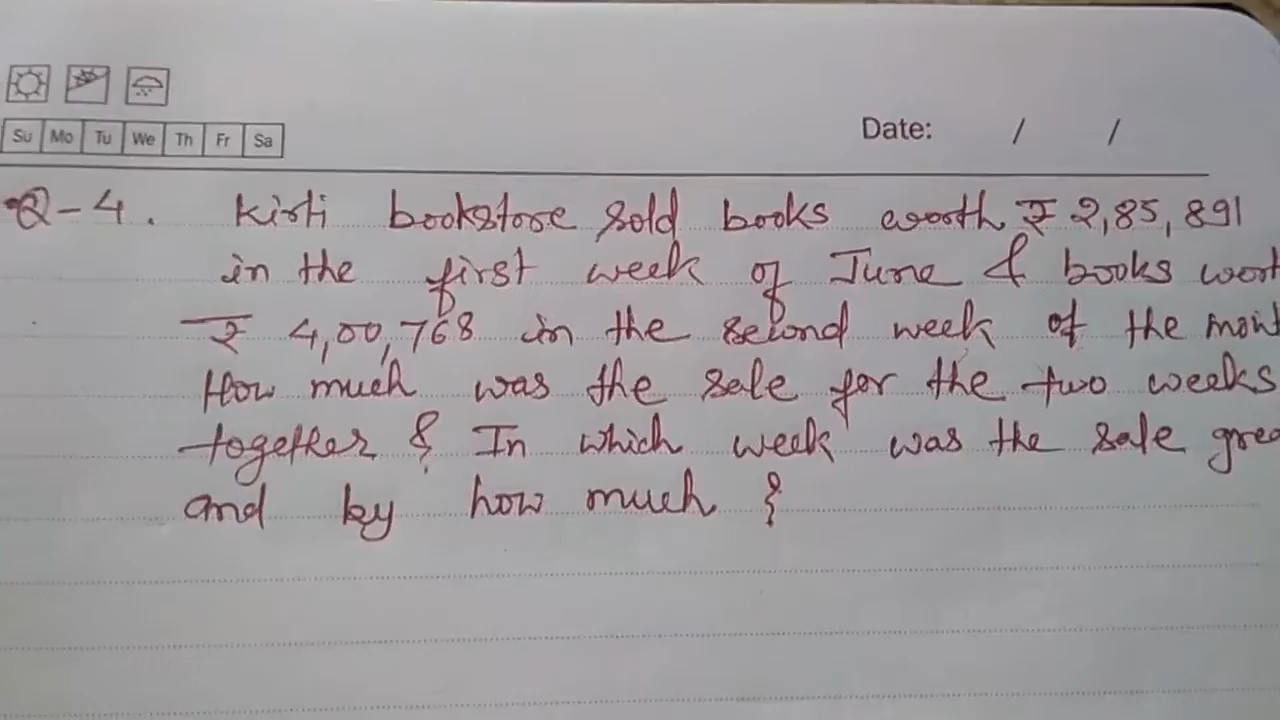 Su Mo Tu We Th Fr Sa
Date: / /
Q-4. Kirti bookstore sold books worth ₹ 2,85,891
in the first week of June & books wort
₹ 4,00,768 in the second week of the mont
How much was the sale for the two weeks
together ? In which week was the sale grea
and by how much ?